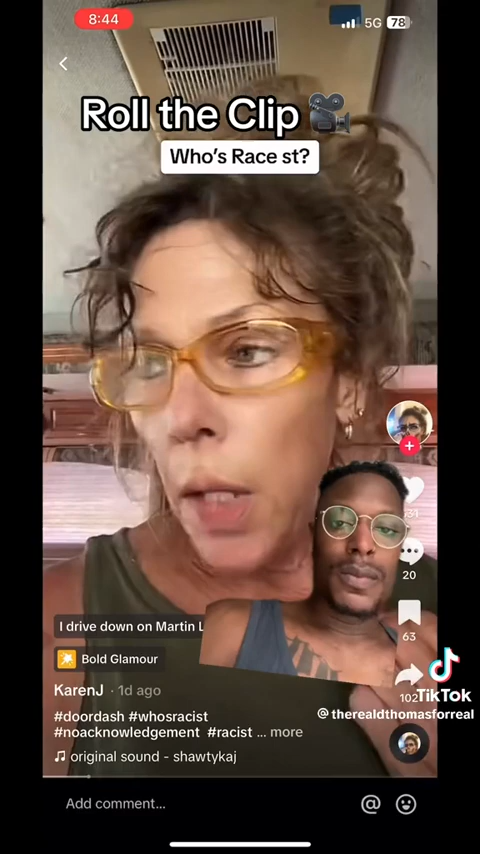 8:44
5G 78
Roll the Clip
Who's Race st?
31
20
I drive down on Martin L
63
Bold Glamour
KarenJ · 1d ago
102
TikTok
@ therealdthomasforreal
#doordash #whosracist
#noacknowledgement #racist ... more
original sound - shawtykaj
Add comment...
@